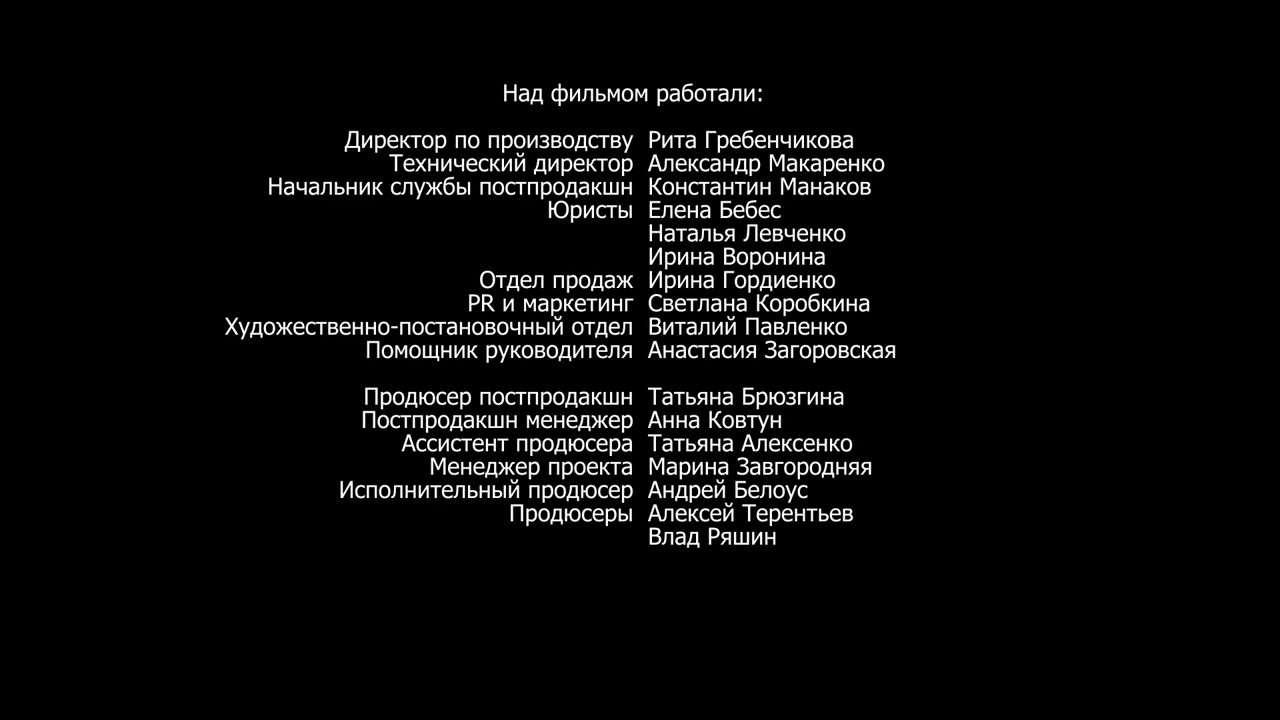 Над фильмом работали:
Директор по производству Рита Гребенчикова
Технический директор Александр Макаренко
Начальник службы постпродакшн Константин Манаков
Юристы Елена Бебес
Наталья Левченко
Ирина Воронина
Отдел продаж Ирина Гордиенко
PR и маркетинг Светлана Коробкина
Художественно-постановочный отдел Виталий Павленко
Помощник руководителя Анастасия Загоровская
Продюсер постпродакшн Татьяна Брюзгина
Постпродакшн менеджер Анна Ковтун
Ассистент продюсера Татьяна Алексенко
Менеджер проекта Марина Завгородняя
Исполнительный продюсер Андрей Белоус
Продюсеры Алексей Терентьев
Влад Ряшин